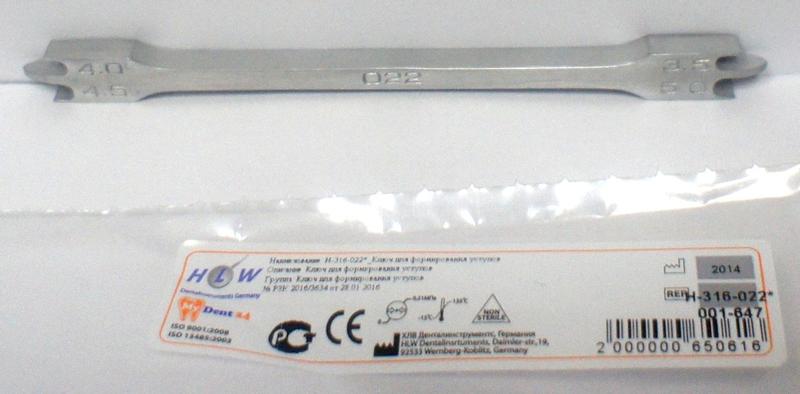 4.0
4.5
022
3.5
5.0
HLW
Dentalinstruments Germany
My Dent 24
ISO 9001:2008
ISO 13485:2003
Наименование H-316-022*_Ключ для формирования уступов
Описание Ключ для формирования уступов
Группа Ключ для формирования уступов
№ РЗН 2016/3634 от 28 01 2016
NON STERILE
ХЛВ Денталинструментс, Германия
HLW Dentalinsrtuments, Daimler-str,19,
92533 Wernberg-Koblitz, Germany
2014
REF H-316-022*
001-647
2 000000 650616